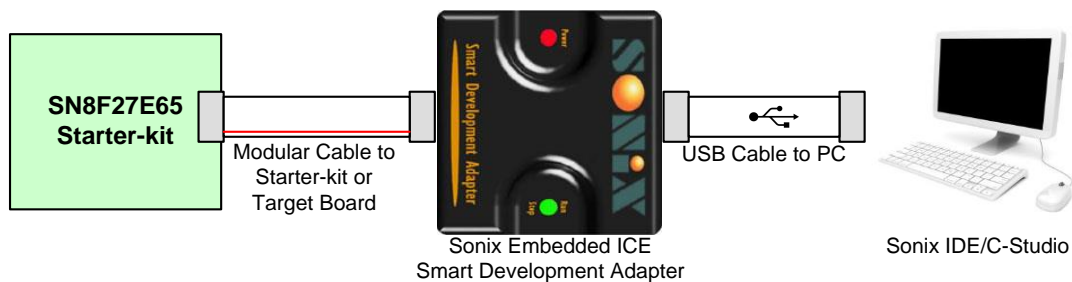 SN8F27E65
Starter-kit
Modular Cable to
Starter-kit or
Target Board
Smart Development Adapter
Power
SONiX
Run
Stop
Sonix Embedded ICE
Smart Development Adapter
USB Cable to PC
Sonix IDE/C-Studio